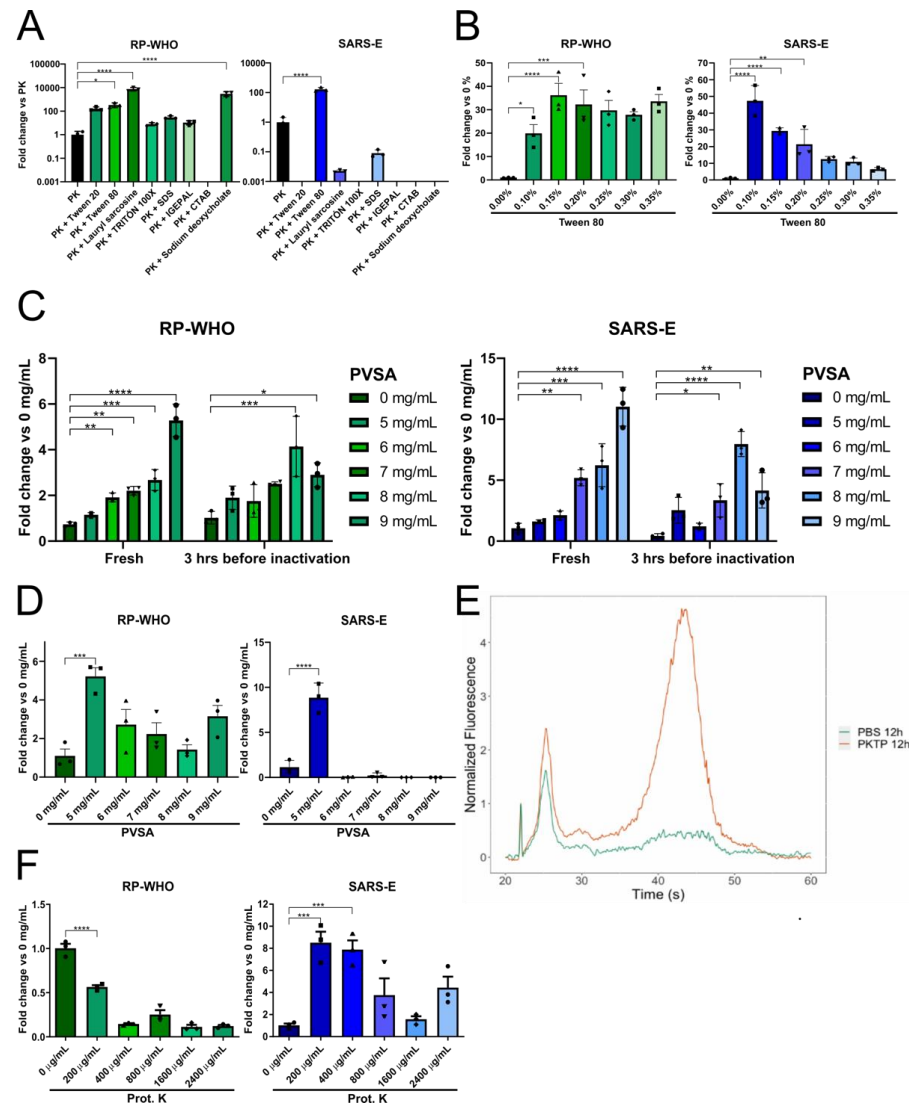 A
RP-WHO
SARS-E
Fold change vs PK
100000
10000
1000
100
10
1
0.1
0.01
0.001
****
****
*
PK
PK + Tween 20
PK + Tween 80
PK + Lauryl sarcosine
PK + TRITÓN 100X
PK + SDS
PK + IGEPAL
PK + CTAB
PK + Sodium deoxycholate
Fold change vs PK
100000
10000
1000
100
10
1
0.1
0.01
0.001
****
PK
PK + Tween 20
PK + Tween 80
PK + Lauryl sarcosine
PK + TRITÓN 100X
PK + SDS
PK + IGEPAL
PK + CTAB
PK + Sodium deoxycholate
B
RP-WHO
SARS-E
Fold change vs 0 %
50
40
30
20
10
0
***
****
*
0.00%
0.10%
0.15%
0.20%
0.25%
0.30%
0.35%
Tween 80
Fold change vs 0 %
70
60
50
40
30
20
10
0
**
****
****
0.00%
0.10%
0.15%
0.20%
0.25%
0.30%
0.35%
Tween 80
C
RP-WHO
Fold change vs 0 mg/mL
8
6
4
2
0
****
***
**
**
*
***
Fresh
3 hrs before inactivation
PVSA
0 mg/mL
5 mg/mL
6 mg/mL
7 mg/mL
8 mg/mL
9 mg/mL
SARS-E
Fold change vs 0 mg/mL
15
10
5
0
****
***
**
**
****
*
Fresh
3 hrs before inactivation
PVSA
0 mg/mL
5 mg/mL
6 mg/mL
7 mg/mL
8 mg/mL
9 mg/mL
D
RP-WHO
Fold change vs 0 mg/mL
6
4
2
0
***
0 mg/mL
5 mg/mL
6 mg/mL
7 mg/mL
8 mg/mL
9 mg/mL
PVSA
SARS-E
Fold change vs 0 mg/mL
15
10
5
0
****
0 mg/mL
5 mg/mL
6 mg/mL
7 mg/mL
8 mg/mL
9 mg/mL
PVSA
E
Normalized Fluorescence
4
3
2
1
0
20
30
40
50
60
Time (s)
PBS 12h
PKTP 12h
F
RP-WHO
Fold change vs 0 mg/mL
1.5
1.0
0.5
0.0
****
0 µg/mL
200 µg/mL
400 µg/mL
800 µg/mL
1600 µg/mL
2400 µg/mL
Prot. K
SARS-E
Fold change vs 0 mg/mL
12
10
8
6
4
2
0
***
***
0 µg/mL
200 µg/mL
400 µg/mL
800 µg/mL
1600 µg/mL
2400 µg/mL
Prot. K